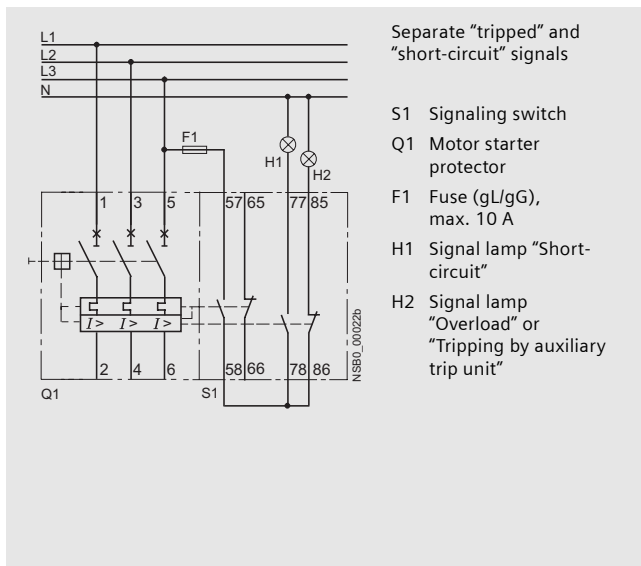 L1
L2
L3
N
F1
H1
H2
1 3 5 57 65 77 85
I> I> I>
2 4 6 58 66 78 86
Q1 S1
NSB0_00022b
Separate “tripped” and
“short-circuit” signals
S1 Signaling switch
Q1 Motor starter
protector
F1 Fuse (gL/gG),
max. 10 A
H1 Signal lamp “Short-
circuit”
H2 Signal lamp
“Overload” or
“Tripping by auxiliary
trip unit”